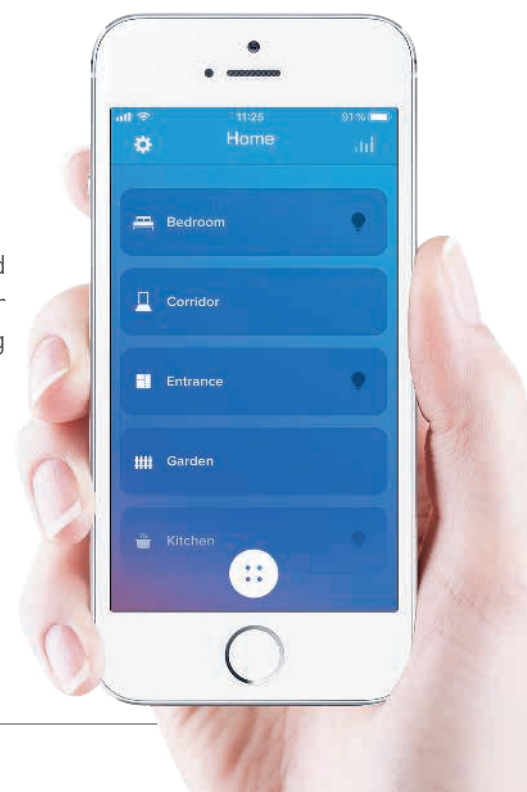 11:25
91 %
Home
Bedroom
Corridor
Entrance
Garden
Kitchen
d
r
g